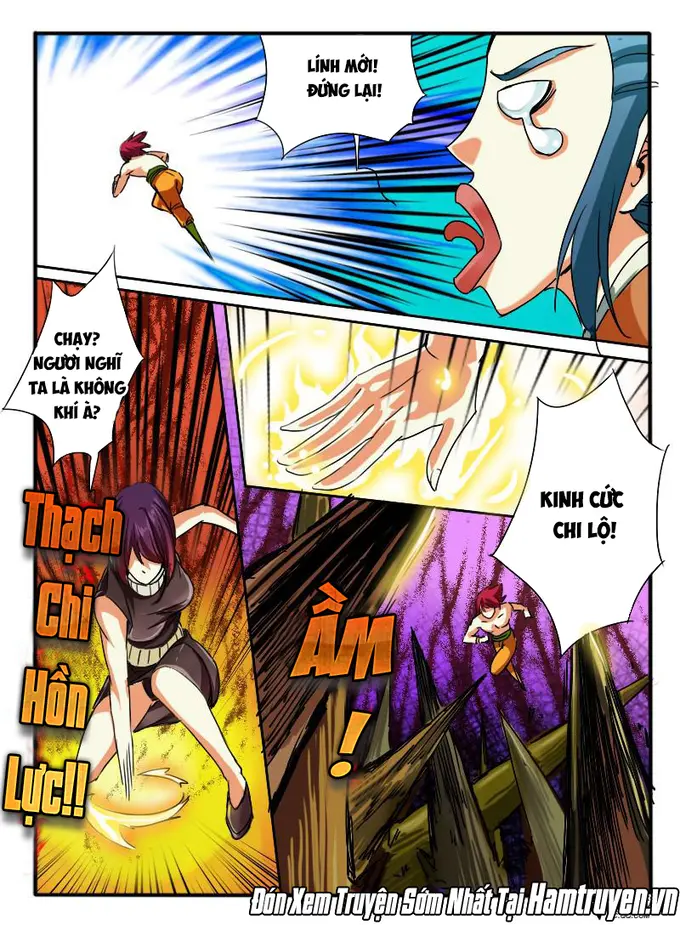 LÍNH MỚI!
ĐỨNG LẠI!
CHẠY?
NGƯƠI NGHĨ
TA LÀ KHÔNG
KHÍ À?
Thạch
Chi
Hồn
Lực!!
KINH CỨC
CHI LỘ!
ẦM
!
Đón Xem Truyện Sớm Nhất Tại Hamtruyen.vn